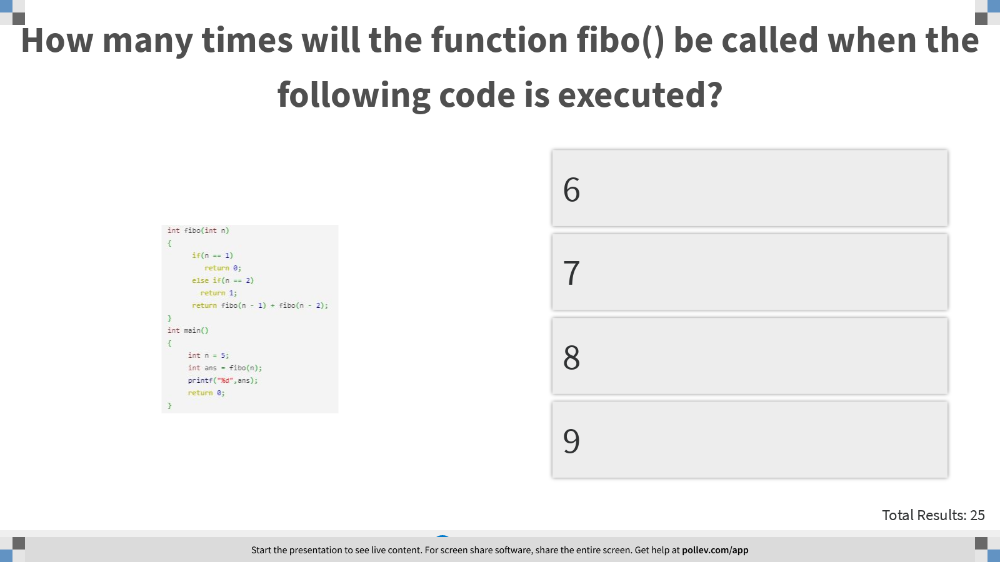 How many times will the function fibo() be called when the
following code is executed?
int fibo(int n)
{
if(n == 1)
return 0;
else if(n == 2)
return 1;
return fibo(n - 1) + fibo(n - 2);
}
int main()
{
int n = 5;
int ans = fibo(n);
printf("%d",ans);
return 0;
}
6
7
8
9
Total Results: 25
Start the presentation to see live content. For screen share software, share the entire screen. Get help at pollev.com/app